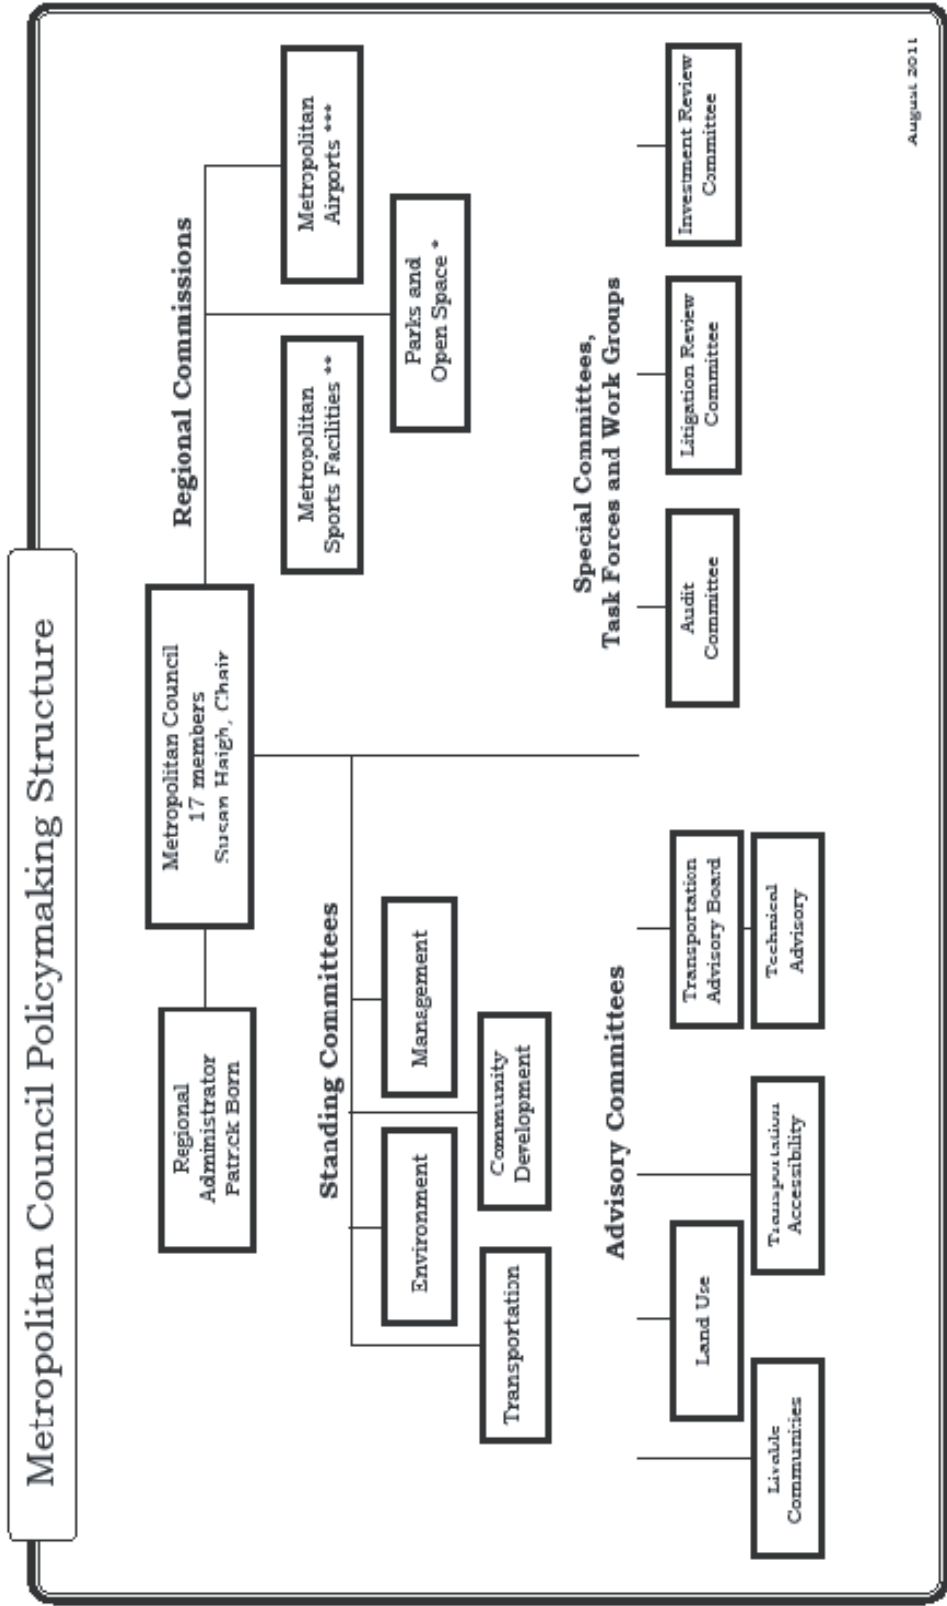 Metropolitan Council Policymaking Structure
Regional
Administrator
Patrick Born
Metropolitan Council
17 members
Susan Haigh, Chair
Regional Commissions
Metropolitan
Sports Facilities **
Metropolitan
Airports ***
Parks and
Open Space *
Standing Committees
Environment
Management
Transportation
Community
Development
Advisory Committees
Land Use
Transportation
Advisory Board
Livable
Communities
Transportation
Accessibility
Technical
Advisory
Special Committees,
Task Forces and Work Groups
Audit
Committee
Litigation Review
Committee
Investment Review
Committee
August 2011